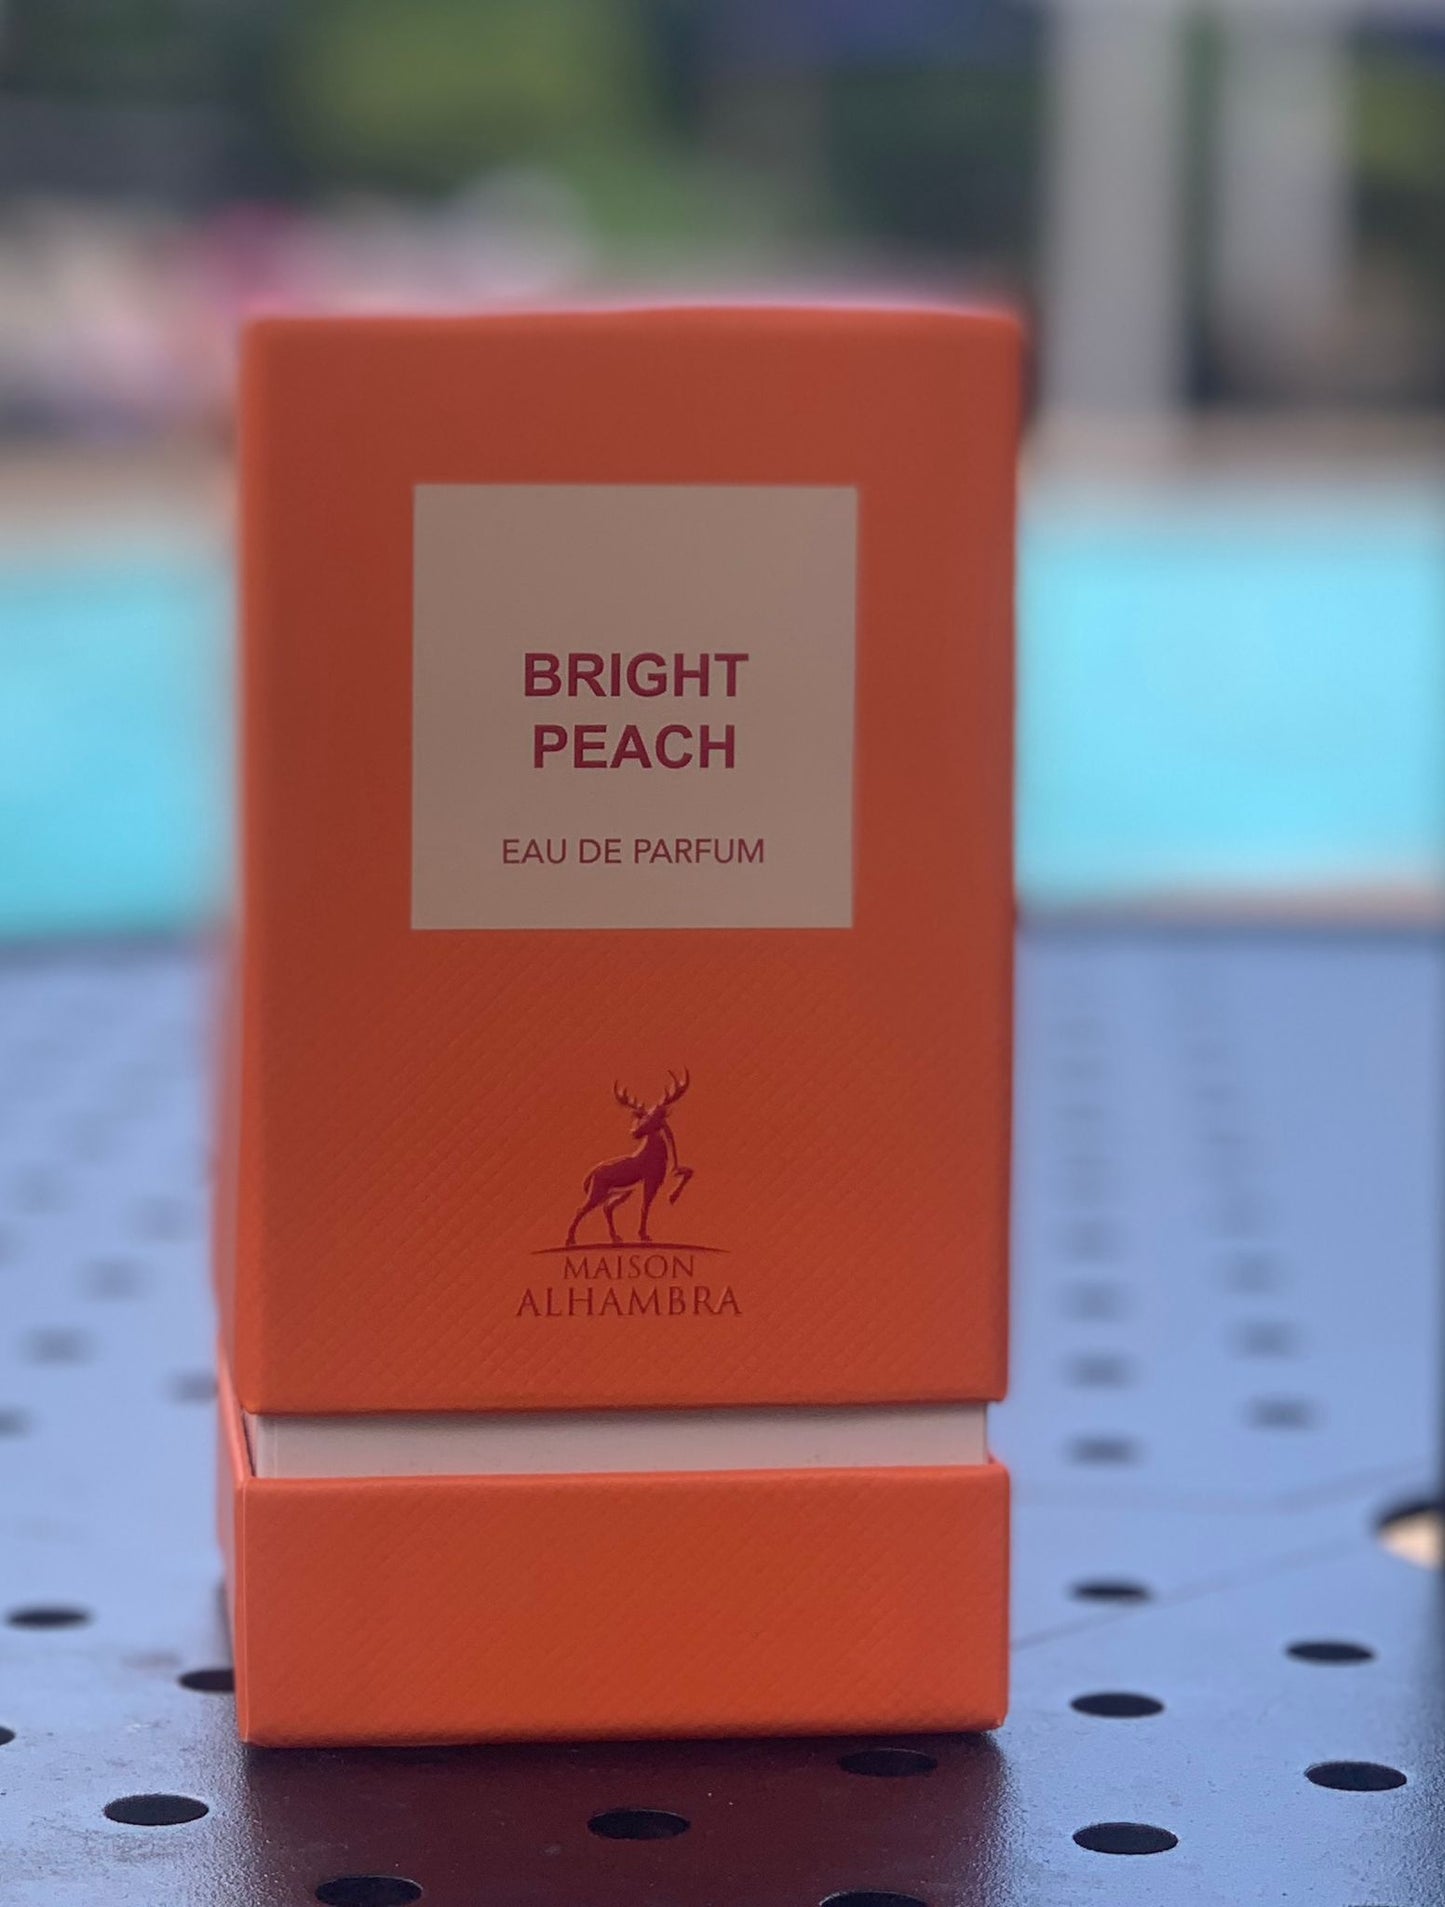 BRIGHT
PEACH
EAU DE PARFUM
MAISON
ALHAMBRA